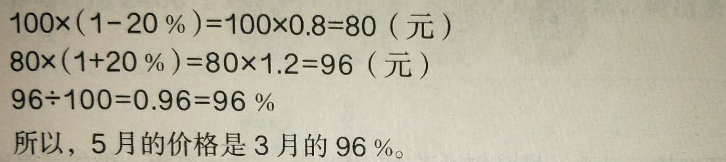 100×(1－20％)=100×0.8=80（元）
80×(1+20％)=80×1.2=96（元）
96÷100=0.96=96％
所以，5月的价格是3月的96％。